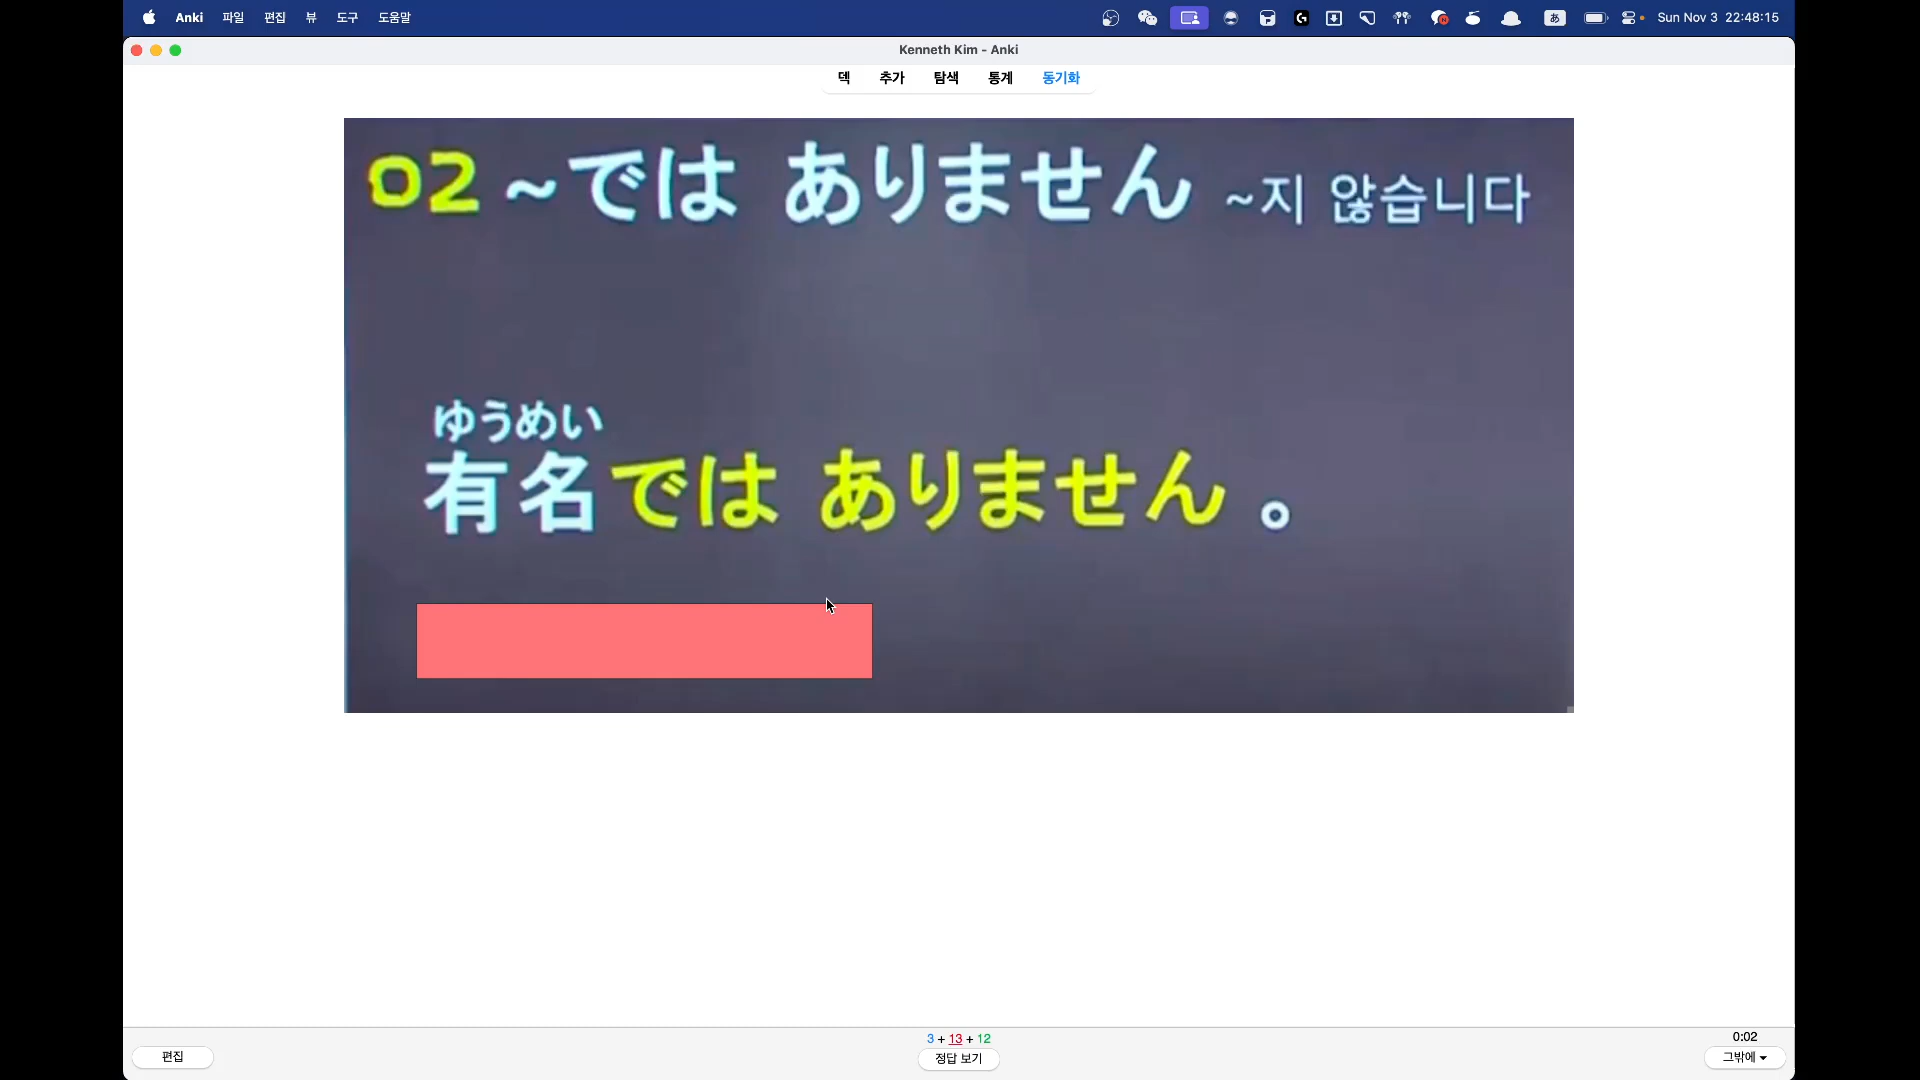 Anki 파일 편집 뷰 도구 도움말 あ Sun Nov 3 22:48:15
Kenneth Kim - Anki
덱 추가 탐색 통계 동기화
02 ~では ありません ~지 않습니다
ゆうめい
有名では ありません 。
3 + 13 + 12
0:02
편집 정답 보기 그밖에